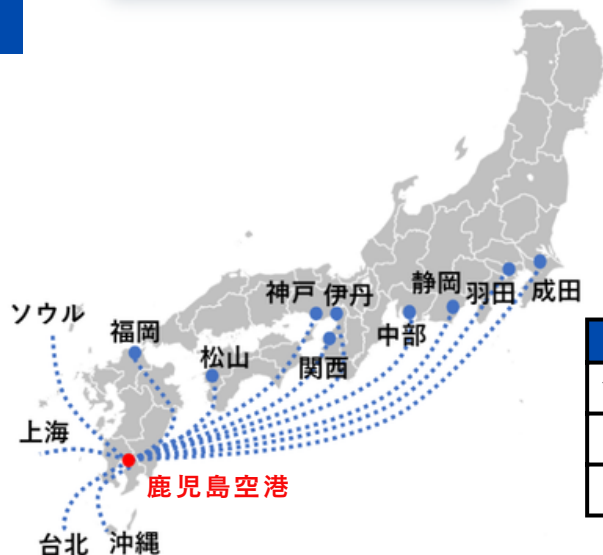 神戸 伊丹
静岡
羽田
成田
ソウル
福岡
松山
関西
中部
上海
鹿児島空港
台北
沖縄